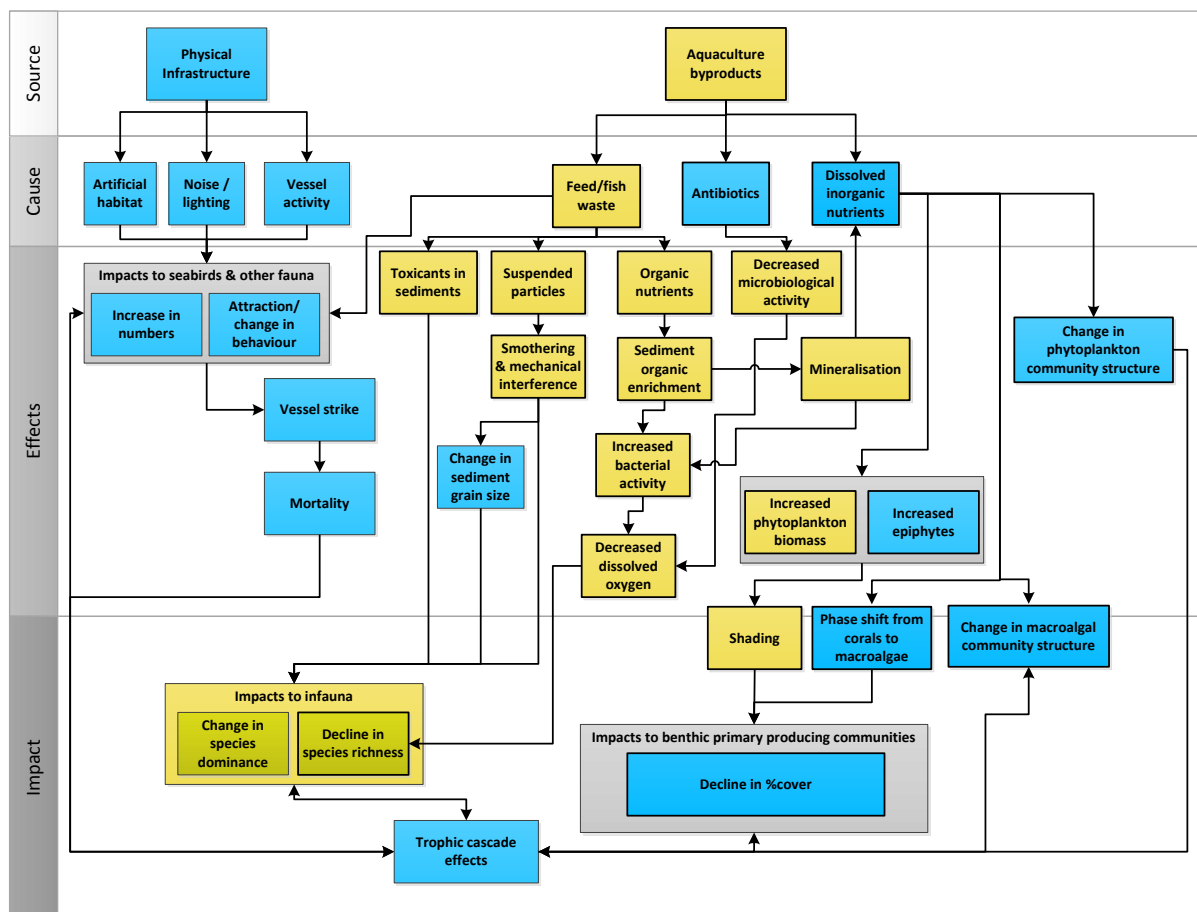 Source
Physical
Infrastructure
Aquaculture
byproducts
Cause
Artificial
habitat
Noise /
lighting
Vessel
activity
Feed/fish
waste
Antibiotics
Dissolved
inorganic
nutrients
Effects
Impacts to seabirds & other fauna
Increase in
numbers
Attraction/
change in
behaviour
Toxicants in
sediments
Suspended
particles
Organic
nutrients
Decreased
microbiological
activity
Smothering
& mechanical
interference
Sediment
organic
enrichment
Mineralisation
Change in
phytoplankton
community structure
Vessel strike
Change in
sediment
grain size
Increased
bacterial
activity
Mortality
Increased
phytoplankton
biomass
Increased
epiphytes
Decreased
dissolved
oxygen
Impact
Shading
Phase shift from
corals to
macroalgae
Change in macroalgal
community structure
Impacts to infauna
Change in
species
dominance
Decline in
species richness
Impacts to benthic primary producing communities
Decline in %cover
Trophic cascade
effects